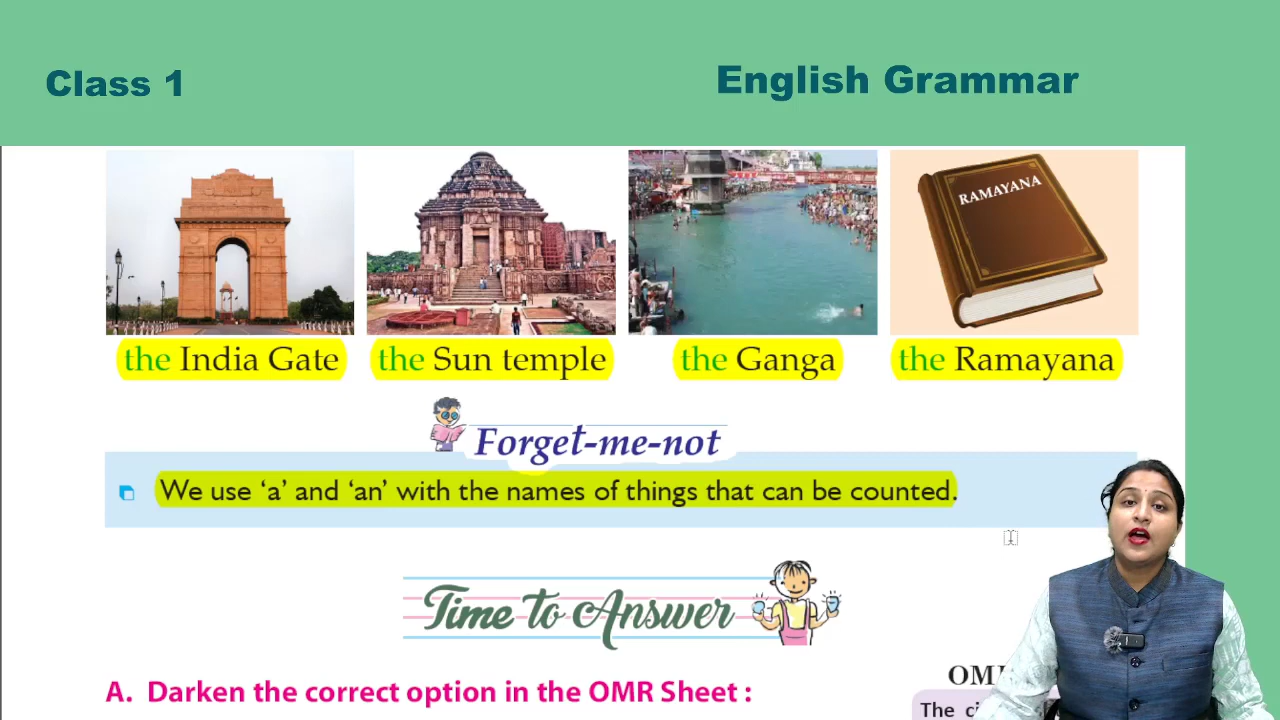 Class 1
English Grammar
RAMAYANA
the India Gate
the Sun temple
the Ganga
the Ramayana
Forget-me-not
We use ‘a’ and ‘an’ with the names of things that can be counted.
Time to Answer
A. Darken the correct option in the OMR Sheet :
The